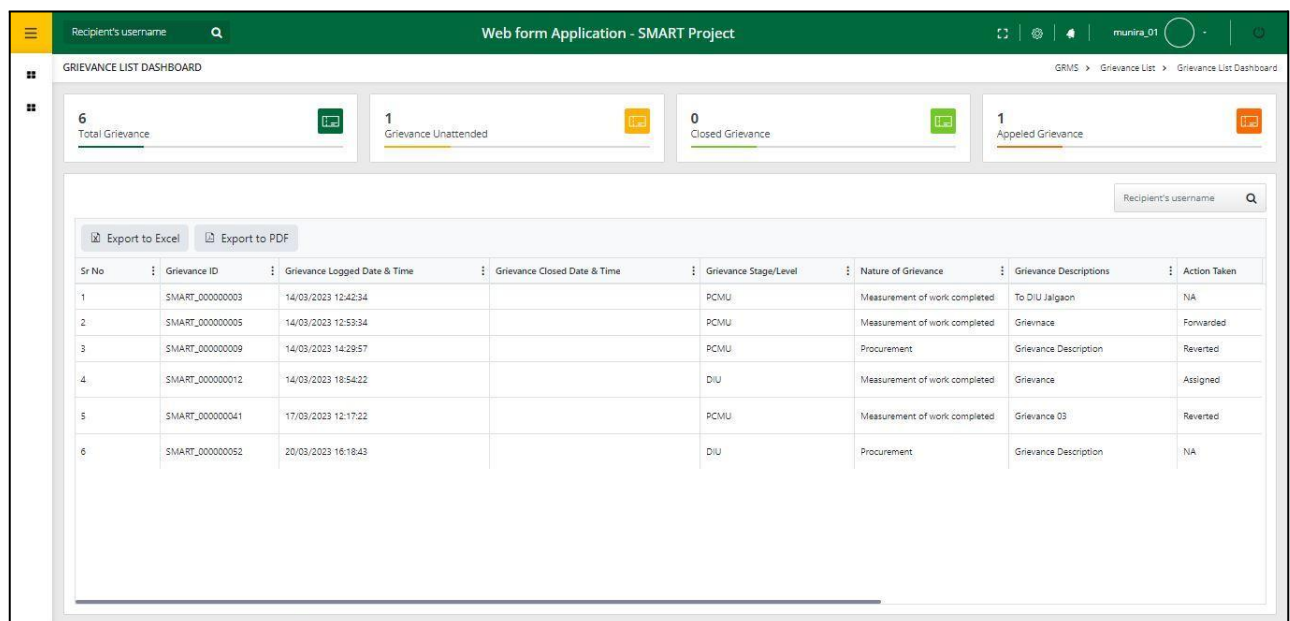 Recipient's username
Web form Application - SMART Project
munira_01
GRIEVANCE LIST DASHBOARD
GRMS > Grievance List > Grievance List Dashboard
6
Total Grievance
1
Grievance Unattended
0
Closed Grievance
1
Appeled Grievance
Recipient's username
Export to Excel Export to PDF
Sr No Grievance ID Grievance Logged Date & Time Grievance Closed Date & Time Grievance Stage/Level Nature of Grievance Grievance Descriptions Action Taken
1 SMART_000000003 14/03/2023 12:42:34 PCMU Measurement of work completed To DIU Jalgaon NA
2 SMART_000000005 14/03/2023 12:53:34 PCMU Measurement of work completed Grievnace Forwarded
3 SMART_000000009 14/03/2023 14:29:57 PCMU Procurement Grievance Description Reverted
4 SMART_000000012 14/03/2023 18:54:22 DIU Measurement of work completed Grievance Assigned
5 SMART_000000041 17/03/2023 12:17:22 PCMU Measurement of work completed Grievance 03 Reverted
6 SMART_000000052 20/03/2023 16:18:43 DIU Procurement Grievance Description NA